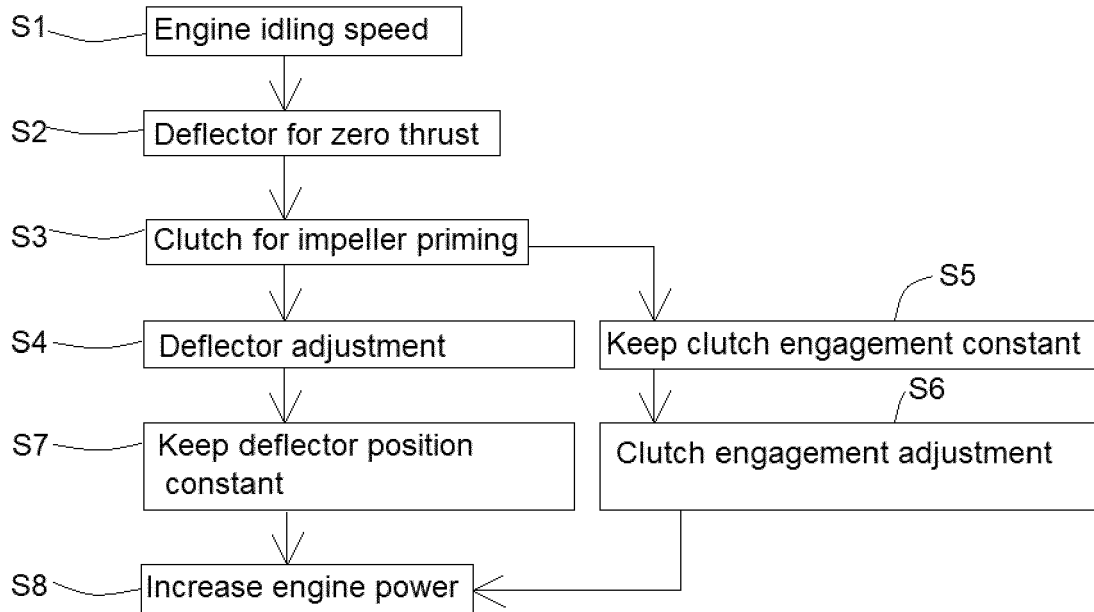 S1
Engine idling speed
S2
Deflector for zero thrust
S3
Clutch for impeller priming
S5
S4
Deflector adjustment
Keep clutch engagement constant
S6
S7
Keep deflector position
constant
Clutch engagement adjustment
S8
Increase engine power